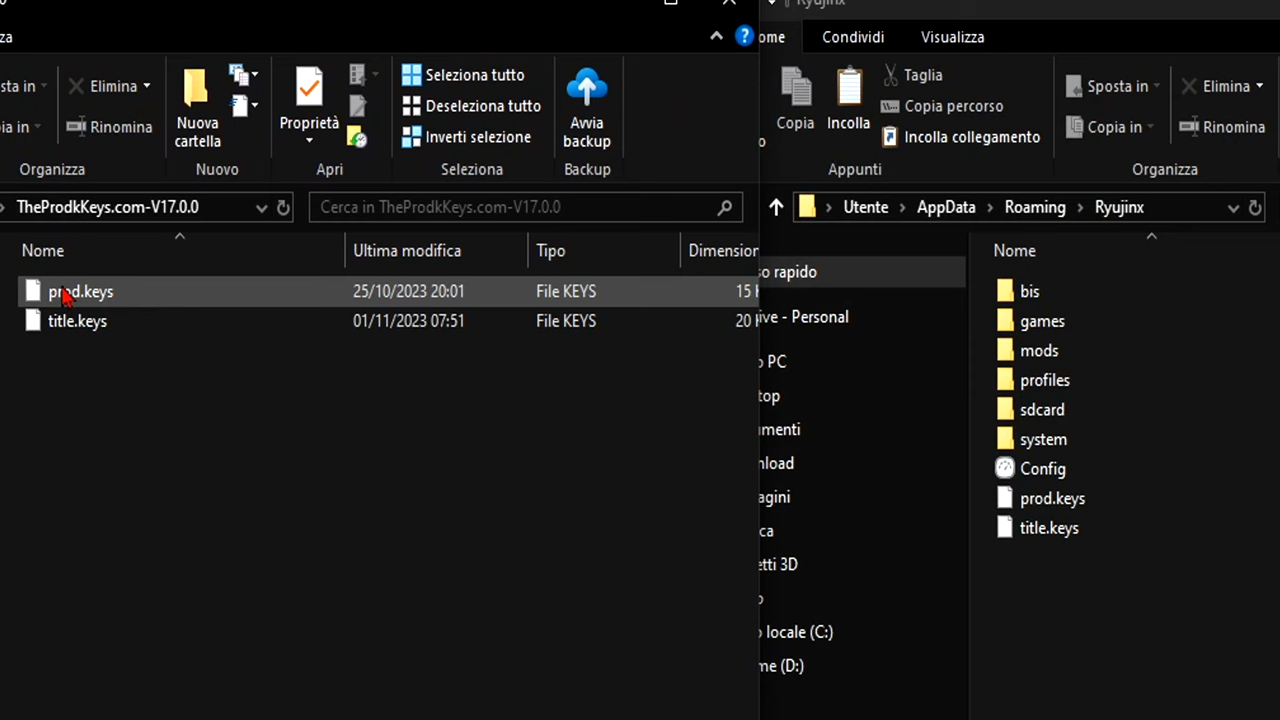 Ryujinx
za
ome
Condividi
Visualizza
sta in
Elimina
ia in
Rinomina
Organizza
Nuova
cartella
Nuovo
Proprietà
Apri
Seleziona tutto
Deseleziona tutto
Inverti selezione
Seleziona
Avvia
backup
Backup
Copia
Incolla
Taglia
Copia percorso
Incolla collegamento
Appunti
Sposta in
Copia in
Elimina
Rinomina
Organizza
TheProdkKeys.com-V17.0.0
Cerca in TheProdkKeys.com-V17.0.0
Utente
AppData
Roaming
Ryujinx
Nome
Ultima modifica
Tipo
Dimension
prod.keys
25/10/2023 20:01
File KEYS
15 K
title.keys
01/11/2023 07:51
File KEYS
20 K
so rapido
ive - Personal
o PC
top
umenti
nload
agini
ca
etti 3D
o
o locale (C:)
me (D:)
Nome
bis
games
mods
profiles
sdcard
system
Config
prod.keys
title.keys